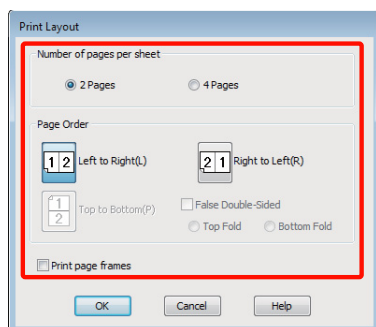 Print Layout
Number of pages per sheet
2 Pages 4 Pages
Page Order
1 2 Left to Right(L) 2 1 Right to Left(R)
1 Top to Bottom(P) False Double-Sided
2 Top Fold Bottom Fold
Print page frames
OK Cancel Help